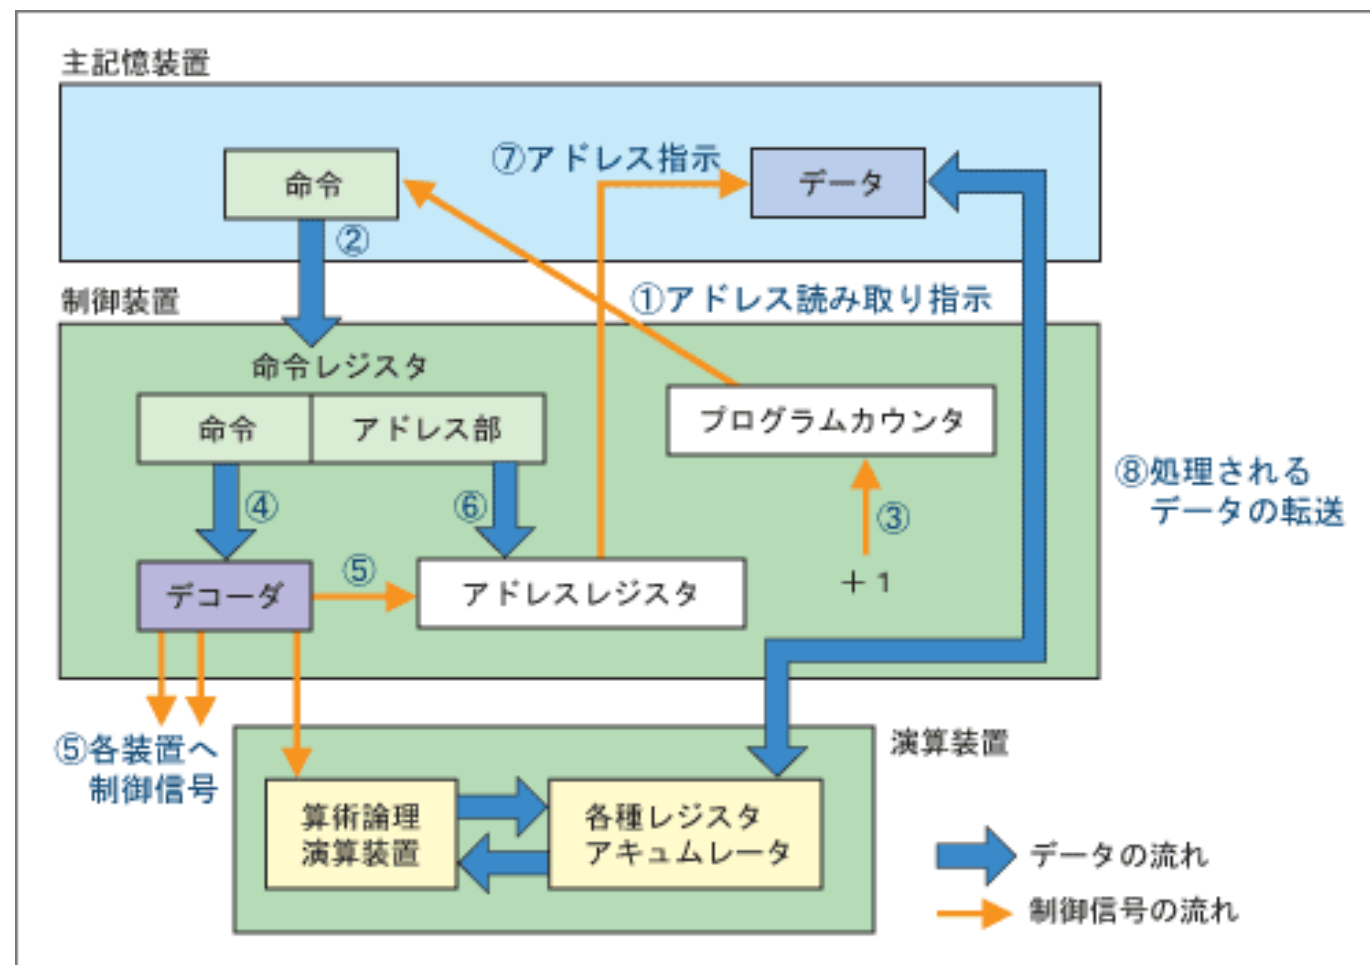 主記憶装置
命令
⑦アドレス指示
データ
②
制御装置
①アドレス読み取り指示
命令レジスタ
命令
アドレス部
プログラムカウンタ
④
⑥
③
⑧処理される
データの転送
デコーダ
⑤
アドレスレジスタ
+1
⑤各装置へ
制御信号
演算装置
算術論理
演算装置
各種レジスタ
アキュムレータ
データの流れ
制御信号の流れ